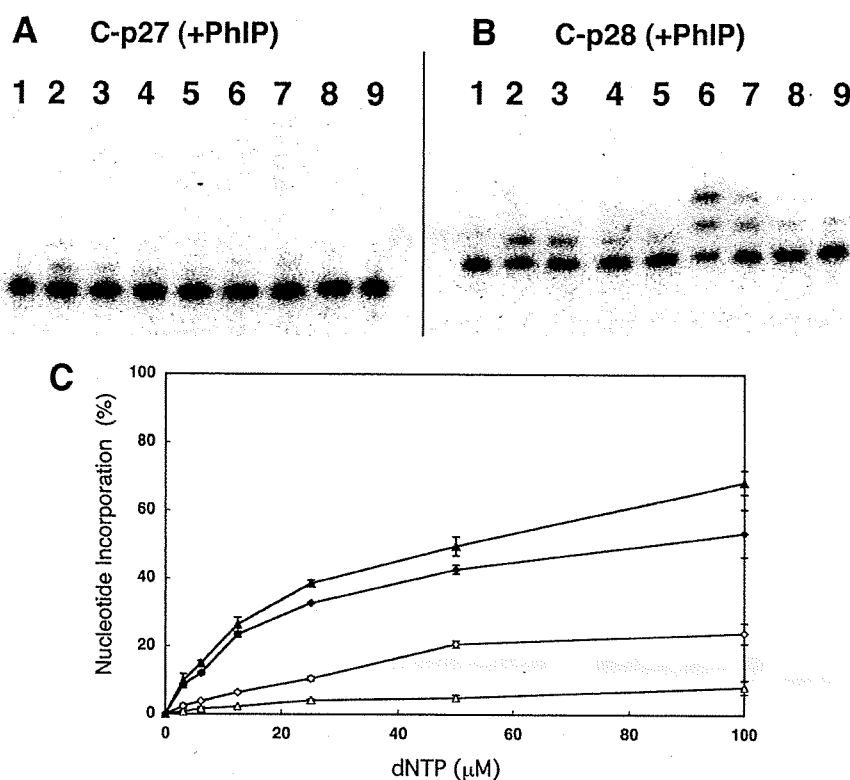 A C-p27 (+PhIP)
1 2 3 4 5 6 7 8 9
B C-p28 (+PhIP)
1 2 3 4 5 6 7 8 9
C
Nucleotide Incorporation (%)
100
80
60
40
20
0
0 20 40 60 80 100
dNTP (μM)